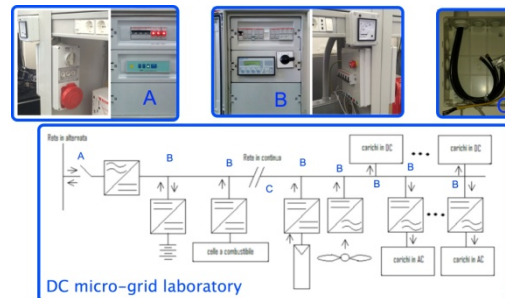 A
B
C
Rete in alternata
carichi in DC
carichi in DC
A
B
B
Rete in continua
B
B
B
B
B
C
B
celle a combustibile
carichi in AC
carichi in AC
DC micro-grid laboratory